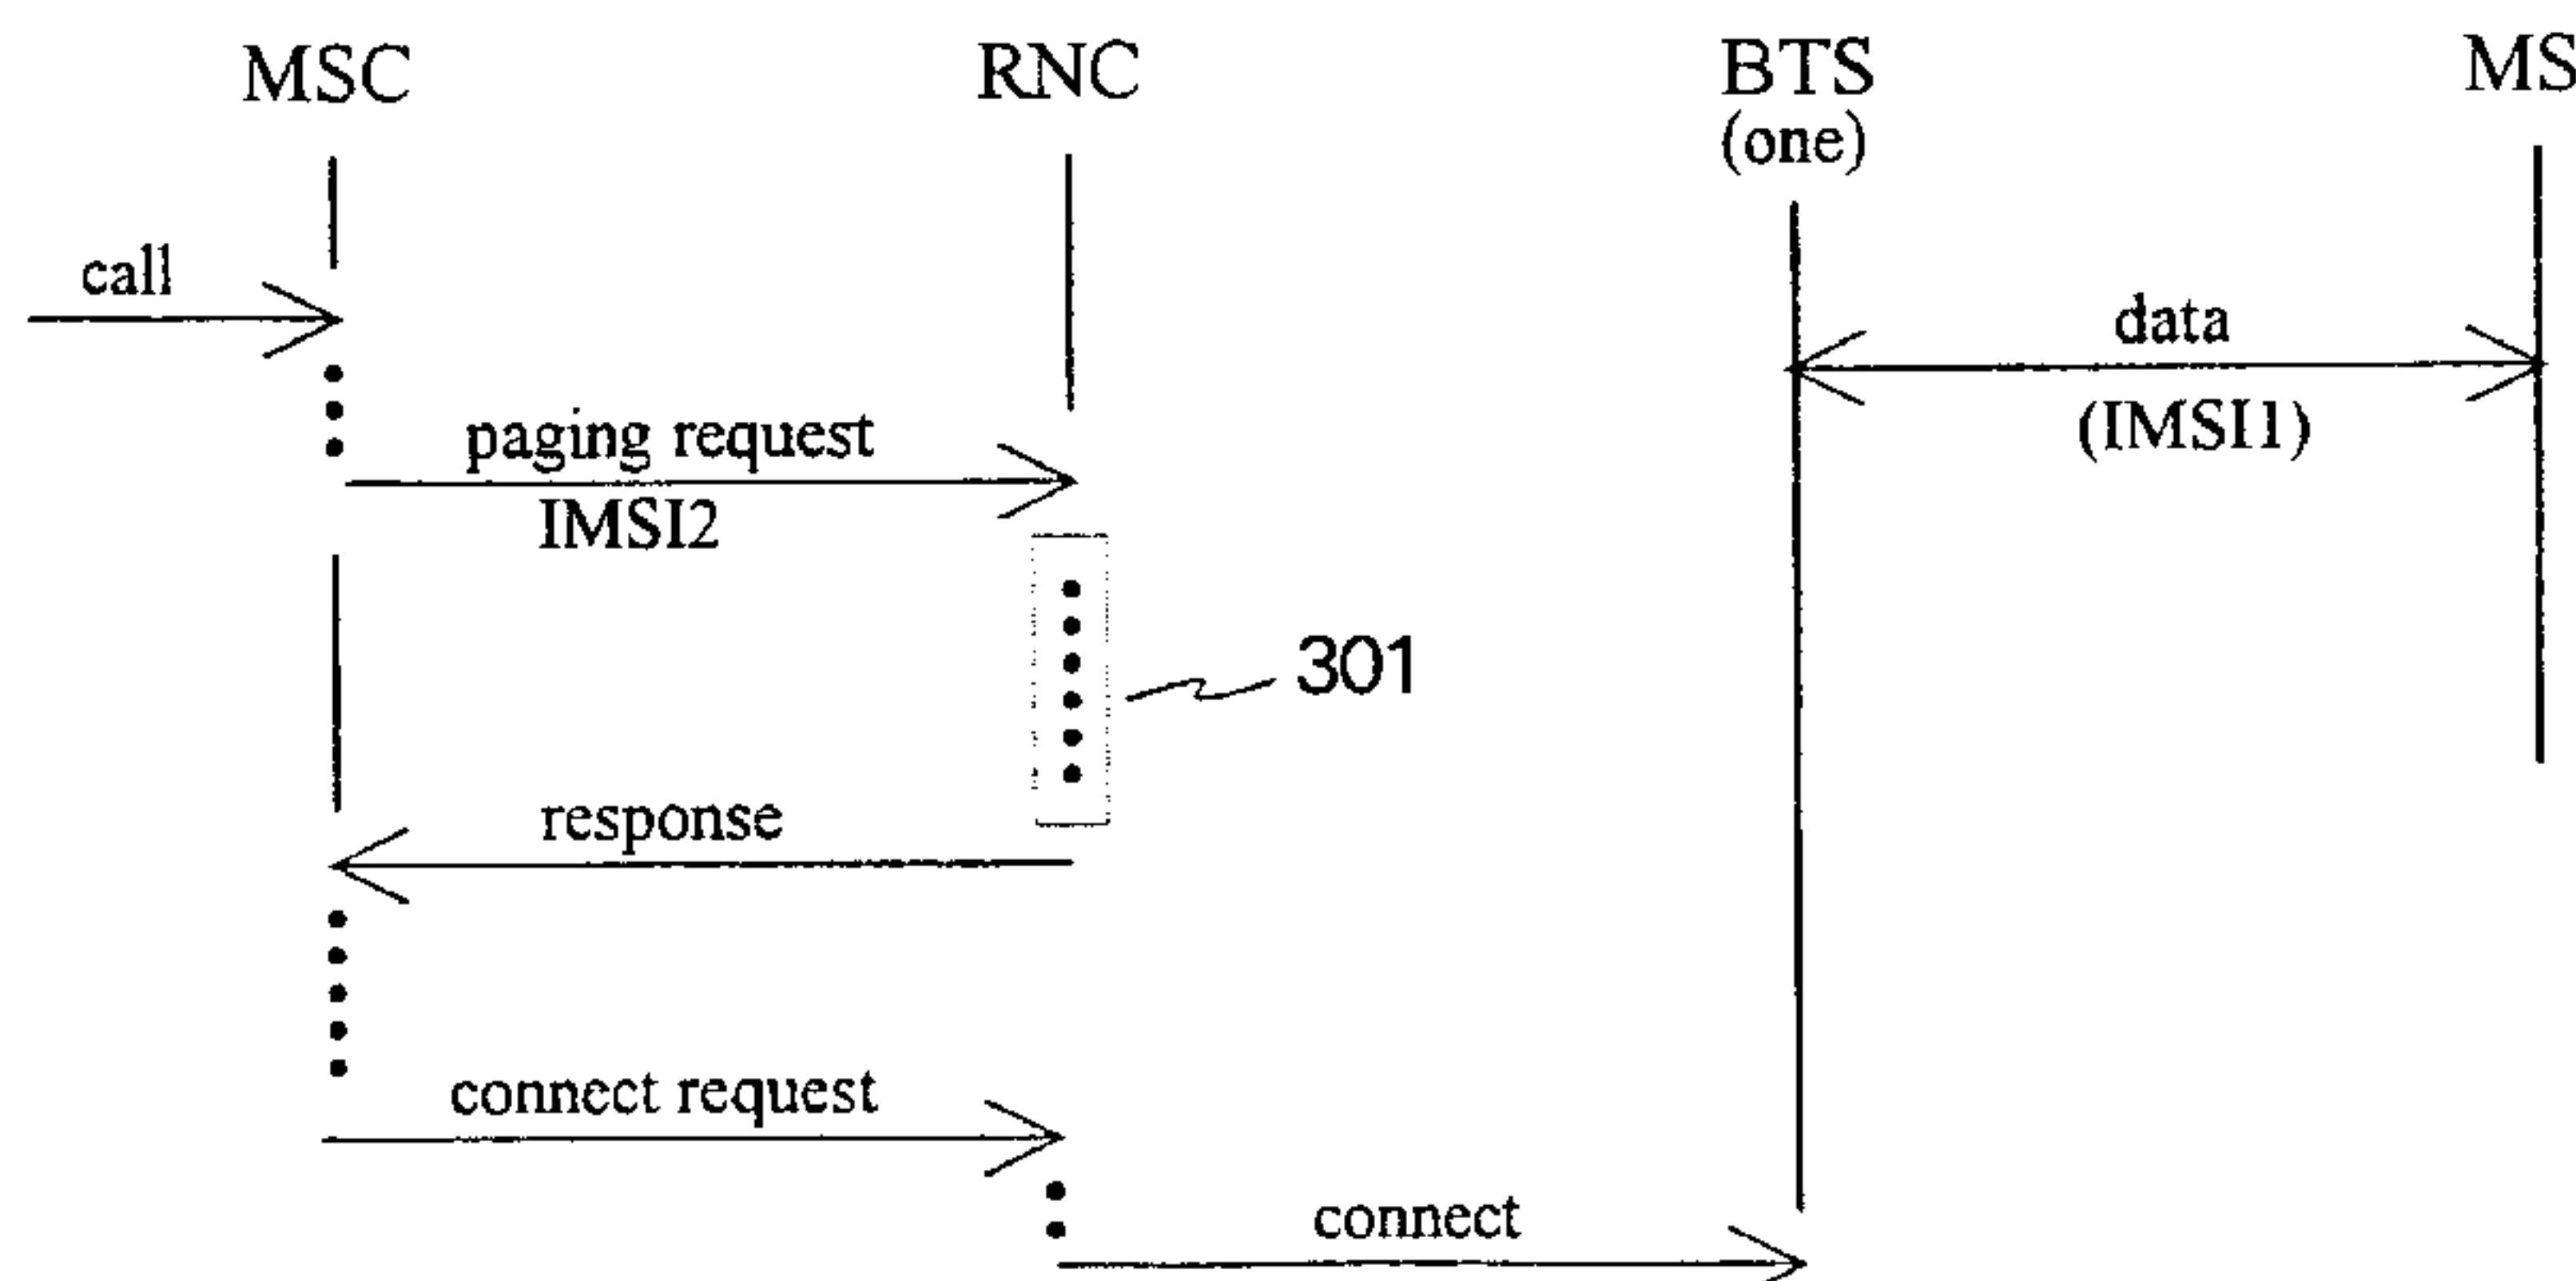 MSC RNC BTS MS
(one)
call
data
(IMSI1)
paging request
IMSI2
301
response
connect request
connect